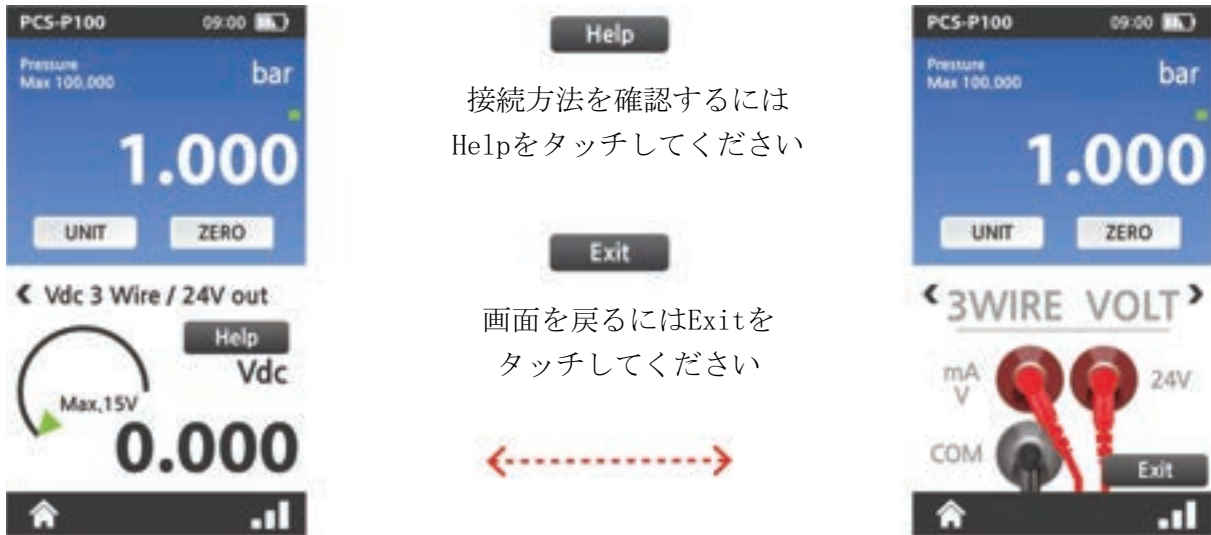 PCS-P100 09:00
Pressure
Max 100,000
bar
1.000
UNIT ZERO
Vdc 3 Wire / 24V out
Help
Vdc
Max,15V
0.000
Help
接続方法を確認するには
Helpをタッチしてください
Exit
画面を戻るにはExitを
タッチしてください
PCS-P100 09:00
Pressure
Max 100,000
bar
1.000
UNIT ZERO
3WIRE VOLT
mA
V
24V
COM
Exit